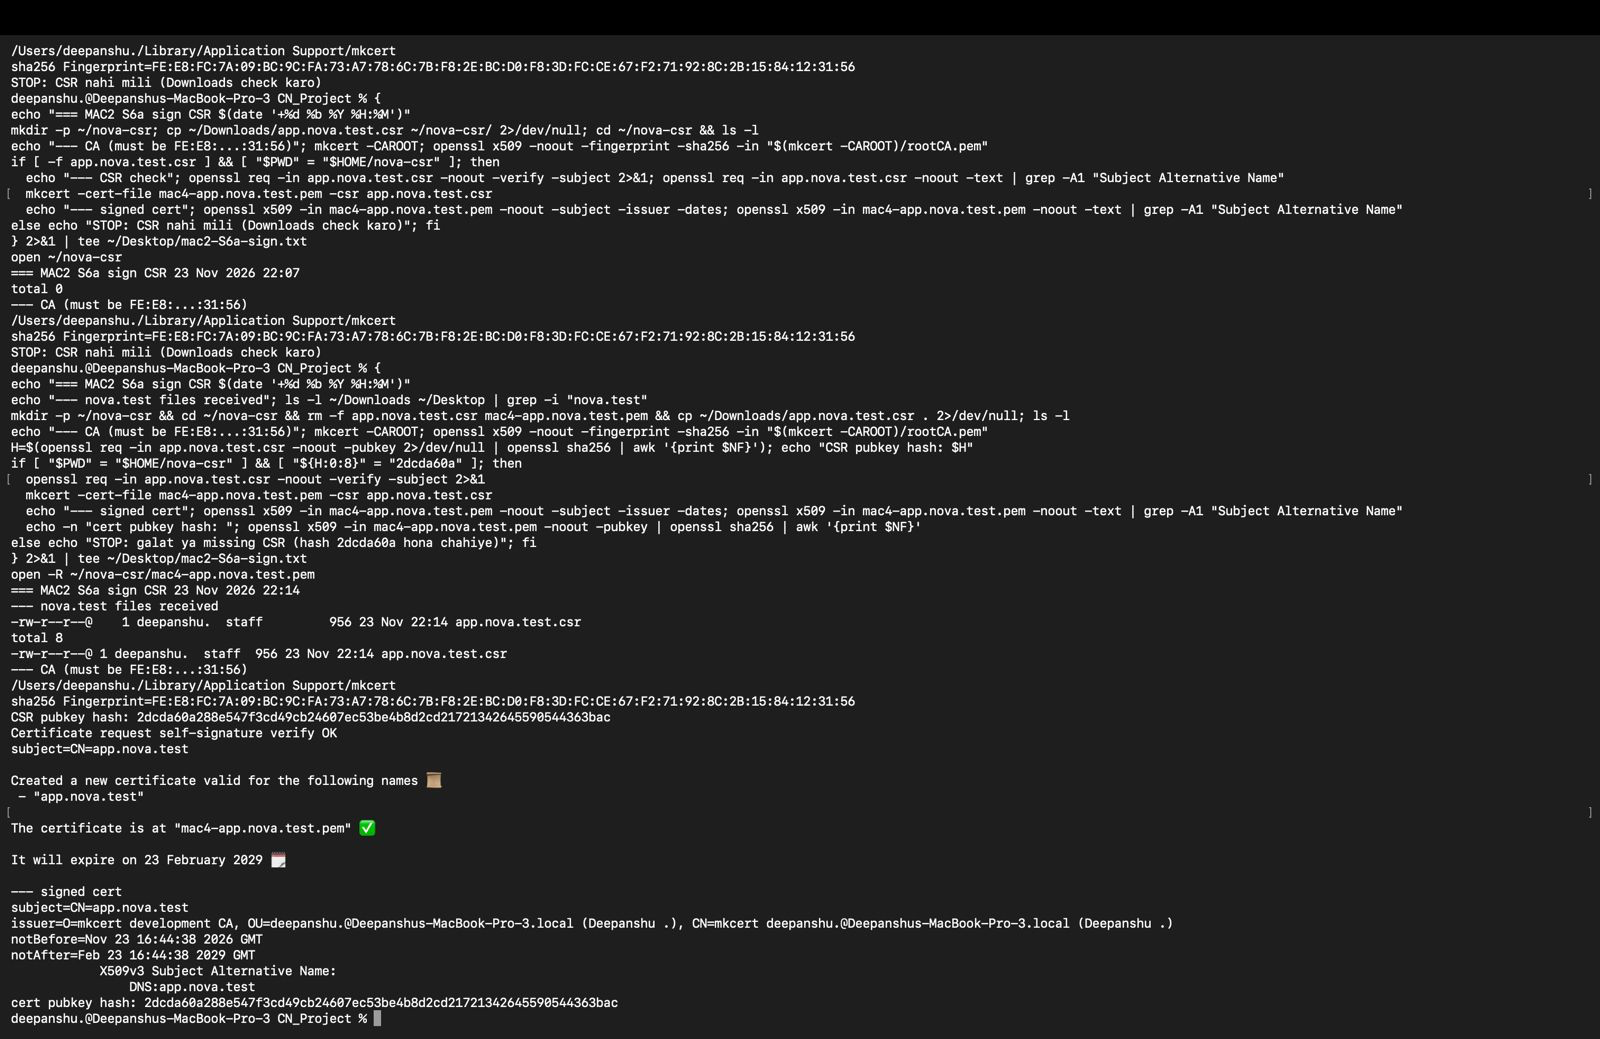 /Users/deepanshu./Library/Application Support/mkcert
sha256 Fingerprint=FE:E8:FC:7A:09:BC:9C:FA:73:A7:78:6C:7B:F8:2E:BC:D0:F8:3D:FC:CE:67:F2:71:92:8C:2B:15:84:12:31:56
STOP: CSR nahi mili (Downloads check karo)
deepanshu.@Deepanshus-MacBook-Pro-3 CN_Project % {
echo "=== MAC2 S6a sign CSR $(date '+%d %b %Y %H:%M')"
mkdir -p ~/nova-csr; cp ~/Downloads/app.nova.test.csr ~/nova-csr/ 2>/dev/null; cd ~/nova-csr && ls -l
echo "--- CA (must be FE:E8:...:31:56)"; mkcert -CAROOT; openssl x509 -noout -fingerprint -sha256 -in "$(mkcert -CAROOT)/rootCA.pem"
if [ -f app.nova.test.csr ] && [ "$PWD" = "$HOME/nova-csr" ]; then
  echo "--- CSR check"; openssl req -in app.nova.test.csr -noout -verify -subject 2>&1; openssl req -in app.nova.test.csr -noout -text | grep -A1 "Subject Alternative Name"
[  mkcert -cert-file mac4-app.nova.test.pem -csr app.nova.test.csr ]
  echo "--- signed cert"; openssl x509 -in mac4-app.nova.test.pem -noout -subject -issuer -dates; openssl x509 -in mac4-app.nova.test.pem -noout -text | grep -A1 "Subject Alternative Name"
else echo "STOP: CSR nahi mili (Downloads check karo)"; fi
} 2>&1 | tee ~/Desktop/mac2-S6a-sign.txt
open ~/nova-csr
=== MAC2 S6a sign CSR 23 Nov 2026 22:07
total 0
--- CA (must be FE:E8:...:31:56)
/Users/deepanshu./Library/Application Support/mkcert
sha256 Fingerprint=FE:E8:FC:7A:09:BC:9C:FA:73:A7:78:6C:7B:F8:2E:BC:D0:F8:3D:FC:CE:67:F2:71:92:8C:2B:15:84:12:31:56
STOP: CSR nahi mili (Downloads check karo)
deepanshu.@Deepanshus-MacBook-Pro-3 CN_Project % {
echo "=== MAC2 S6a sign CSR $(date '+%d %b %Y %H:%M')"
echo "--- nova.test files received"; ls -l ~/Downloads ~/Desktop | grep -i "nova.test"
mkdir -p ~/nova-csr && cd ~/nova-csr && rm -f app.nova.test.csr mac4-app.nova.test.pem && cp ~/Downloads/app.nova.test.csr . 2>/dev/null; ls -l
echo "--- CA (must be FE:E8:...:31:56)"; mkcert -CAROOT; openssl x509 -noout -fingerprint -sha256 -in "$(mkcert -CAROOT)/rootCA.pem"
H=$(openssl req -in app.nova.test.csr -noout -pubkey 2>/dev/null | openssl sha256 | awk '{print $NF}'); echo "CSR pubkey hash: $H"
if [ "$PWD" = "$HOME/nova-csr" ] && [ "${H:0:8}" = "2dcda60a" ]; then
[  openssl req -in app.nova.test.csr -noout -verify -subject 2>&1 ]
  mkcert -cert-file mac4-app.nova.test.pem -csr app.nova.test.csr
  echo "--- signed cert"; openssl x509 -in mac4-app.nova.test.pem -noout -subject -issuer -dates; openssl x509 -in mac4-app.nova.test.pem -noout -text | grep -A1 "Subject Alternative Name"
  echo -n "cert pubkey hash: "; openssl x509 -in mac4-app.nova.test.pem -noout -pubkey | openssl sha256 | awk '{print $NF}'
else echo "STOP: galat ya missing CSR (hash 2dcda60a hona chahiye)"; fi
} 2>&1 | tee ~/Desktop/mac2-S6a-sign.txt
open -R ~/nova-csr/mac4-app.nova.test.pem
=== MAC2 S6a sign CSR 23 Nov 2026 22:14
--- nova.test files received
-rw-r--r--@    1 deepanshu.  staff         956 23 Nov 22:14 app.nova.test.csr
total 8
-rw-r--r--@ 1 deepanshu.  staff  956 23 Nov 22:14 app.nova.test.csr
--- CA (must be FE:E8:...:31:56)
/Users/deepanshu./Library/Application Support/mkcert
sha256 Fingerprint=FE:E8:FC:7A:09:BC:9C:FA:73:A7:78:6C:7B:F8:2E:BC:D0:F8:3D:FC:CE:67:F2:71:92:8C:2B:15:84:12:31:56
CSR pubkey hash: 2dcda60a288e547f3cd49cb24607ec53be4b8d2cd21721342645590544363bac
Certificate request self-signature verify OK
subject=CN=app.nova.test
Created a new certificate valid for the following names 📜
 - "app.nova.test"
[ ]
The certificate is at "mac4-app.nova.test.pem" ✅
It will expire on 23 February 2029 🗓
--- signed cert
subject=CN=app.nova.test
issuer=O=mkcert development CA, OU=deepanshu.@Deepanshus-MacBook-Pro-3.local (Deepanshu .), CN=mkcert deepanshu.@Deepanshus-MacBook-Pro-3.local (Deepanshu .)
notBefore=Nov 23 16:44:38 2026 GMT
notAfter=Feb 23 16:44:38 2029 GMT
            X509v3 Subject Alternative Name:
                DNS:app.nova.test
cert pubkey hash: 2dcda60a288e547f3cd49cb24607ec53be4b8d2cd21721342645590544363bac
deepanshu.@Deepanshus-MacBook-Pro-3 CN_Project %